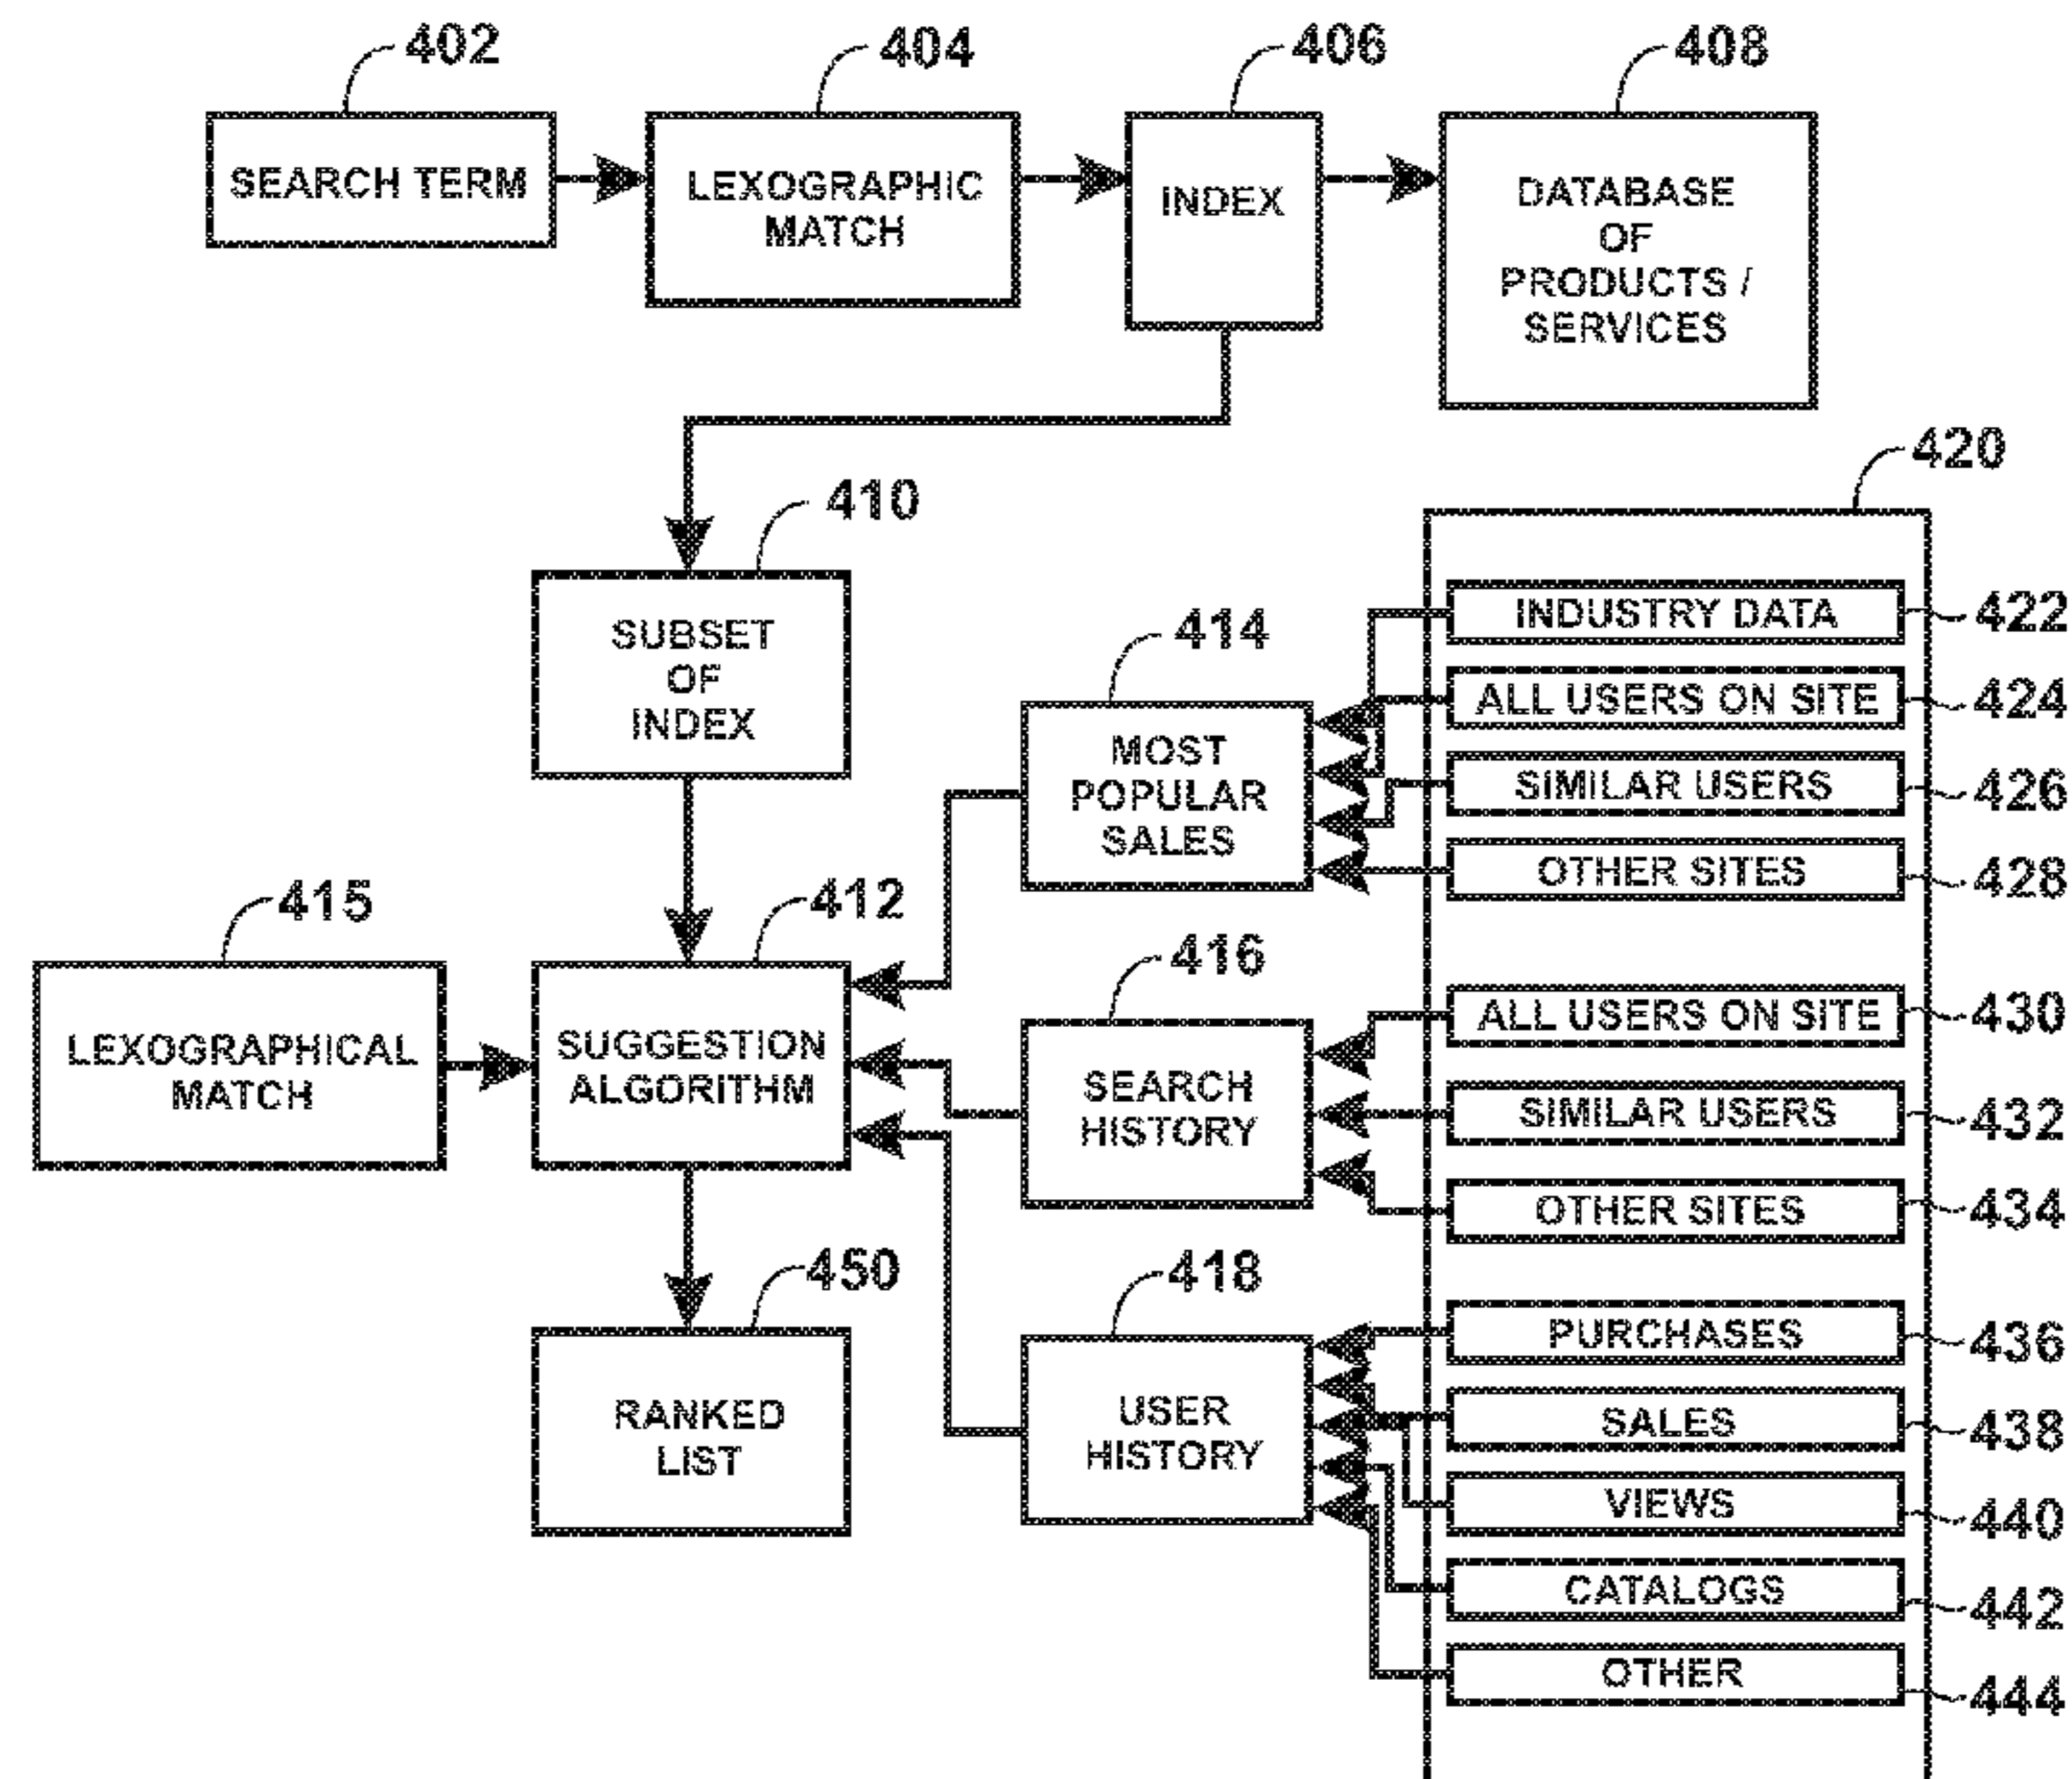 402
404
406
408
SEARCH TERM
LEXOGRAPHIC
MATCH
INDEX
DATABASE
OF
PRODUCTS /
SERVICES
420
410
SUBSET
OF
INDEX
414
MOST
POPULAR
SALES
INDUSTRY DATA
422
ALL USERS ON SITE
424
SIMILAR USERS
426
OTHER SITES
428
415
LEXOGRAPHICAL
MATCH
412
SUGGESTION
ALGORITHM
416
SEARCH
HISTORY
ALL USERS ON SITE
430
SIMILAR USERS
432
OTHER SITES
434
450
RANKED
LIST
418
USER
HISTORY
PURCHASES
436
SALES
438
VIEWS
440
CATALOGS
442
OTHER
444